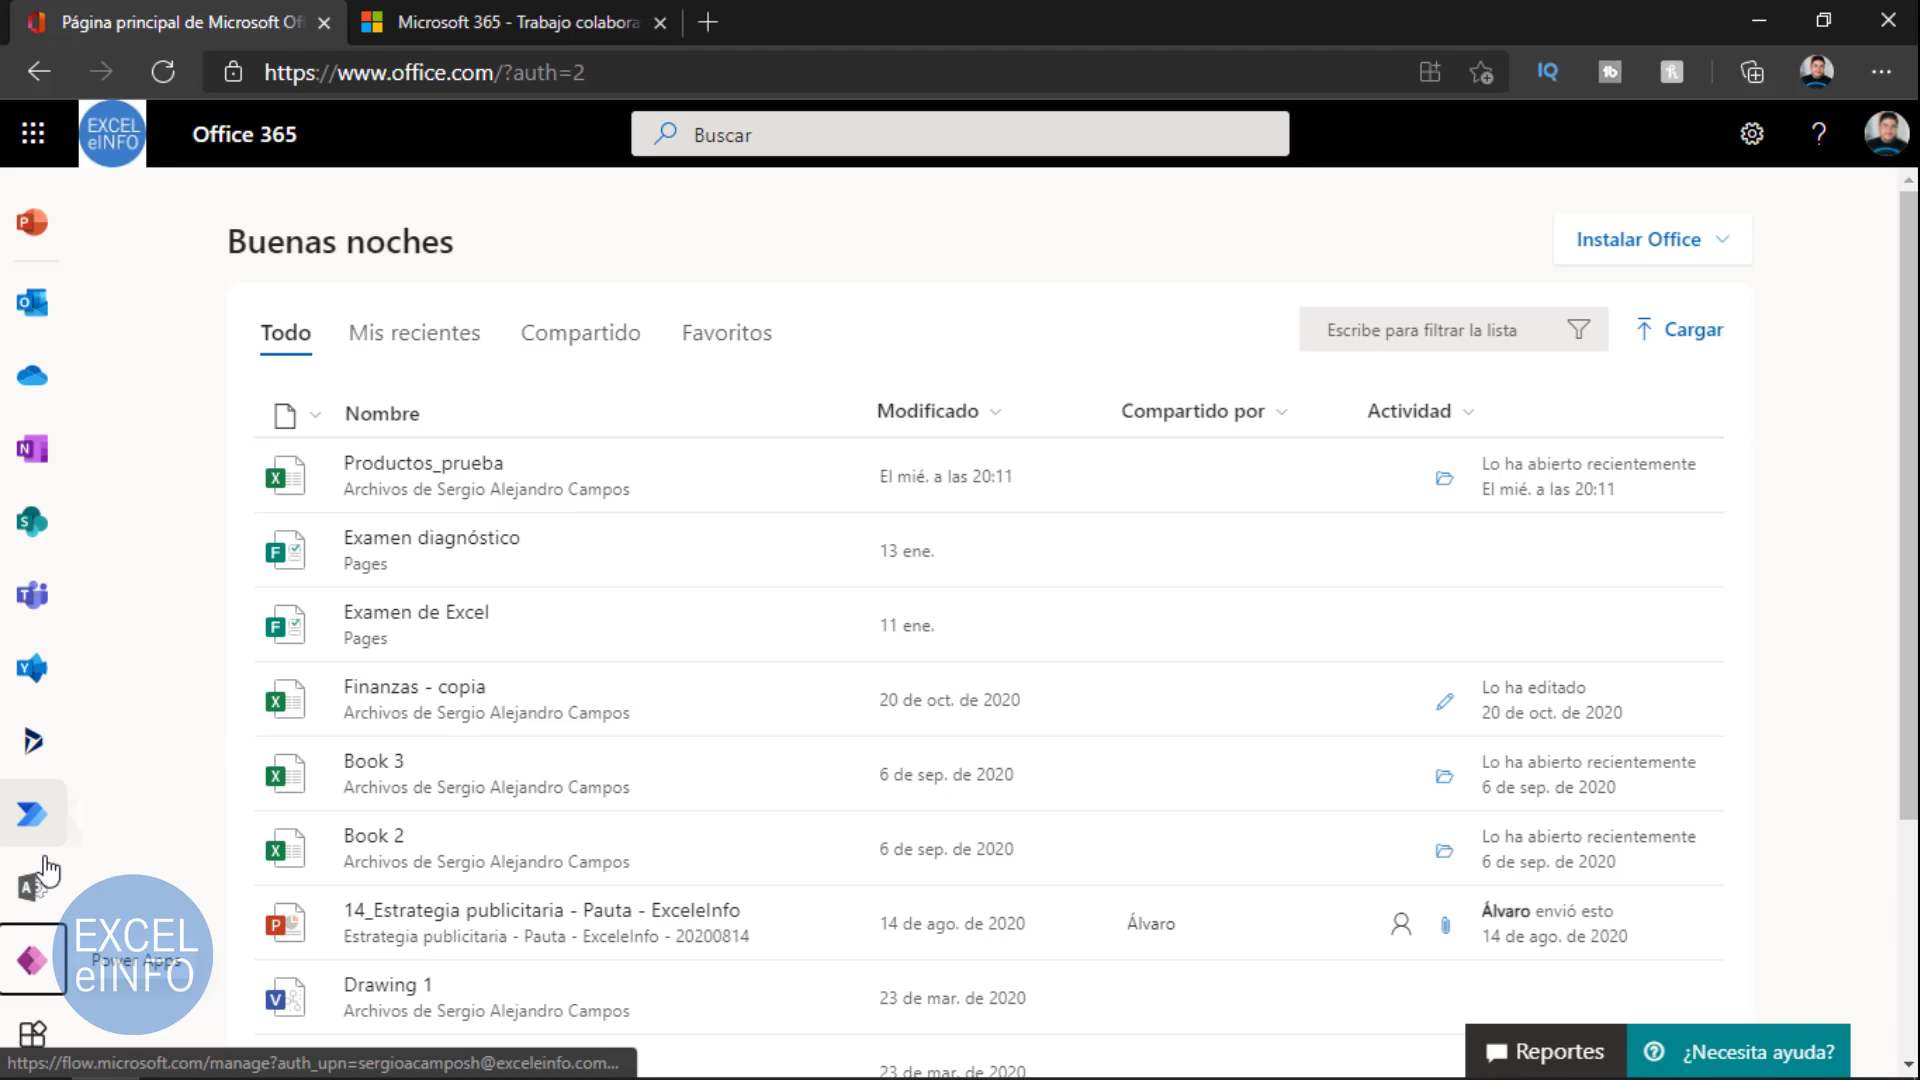 Página principal de Microsoft Of
Microsoft 365 - Trabajo colabora
https://www.office.com/?auth=2
EXCEL
eINFO
Office 365
Buscar
Buenas noches
Instalar Office
Todo
Mis recientes
Compartido
Favoritos
Escribe para filtrar la lista
Cargar
Nombre
Modificado
Compartido por
Actividad
Productos_prueba
Archivos de Sergio Alejandro Campos
El mié. a las 20:11
Lo ha abierto recientemente
El mié. a las 20:11
Examen diagnóstico
Pages
13 ene.
Examen de Excel
Pages
11 ene.
Finanzas - copia
Archivos de Sergio Alejandro Campos
20 de oct. de 2020
Lo ha editado
20 de oct. de 2020
Book 3
Archivos de Sergio Alejandro Campos
6 de sep. de 2020
Lo ha abierto recientemente
6 de sep. de 2020
Book 2
Archivos de Sergio Alejandro Campos
6 de sep. de 2020
Lo ha abierto recientemente
6 de sep. de 2020
14_Estrategia publicitaria - Pauta - ExceleInfo
Estrategia publicitaria - Pauta - ExceleInfo - 20200814
14 de ago. de 2020
Álvaro
Álvaro envió esto
14 de ago. de 2020
Drawing 1
Archivos de Sergio Alejandro Campos
23 de mar. de 2020
23 de mar. de 2020
EXCEL
Power Apps
eINFO
Reportes
¿Necesita ayuda?
https://flow.microsoft.com/manage?auth_upn=sergioacamposh@exceleinfo.com...